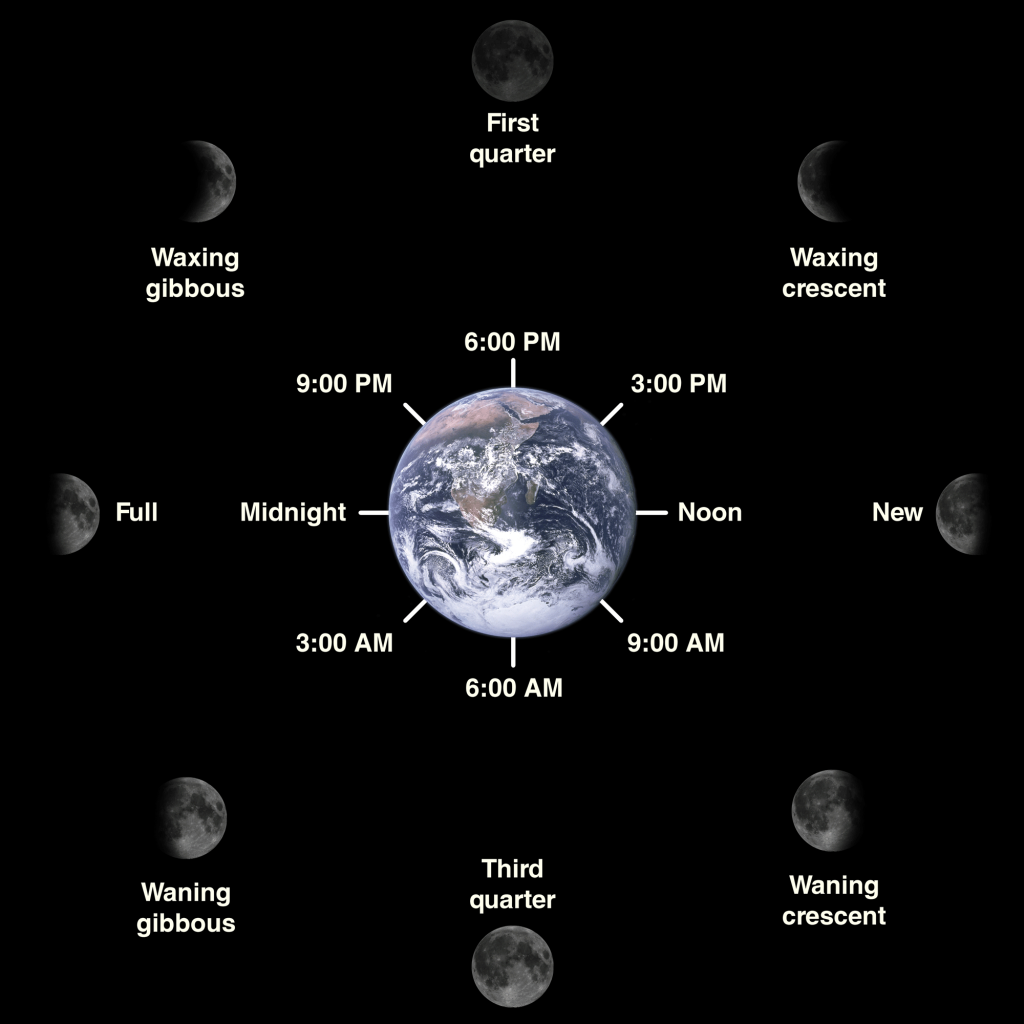 First
quarter
Waxing
gibbous
Waxing
crescent
6:00 PM
9:00 PM
3:00 PM
Full
Midnight
Noon
New
3:00 AM
9:00 AM
6:00 AM
Waning
gibbous
Third
quarter
Waning
crescent